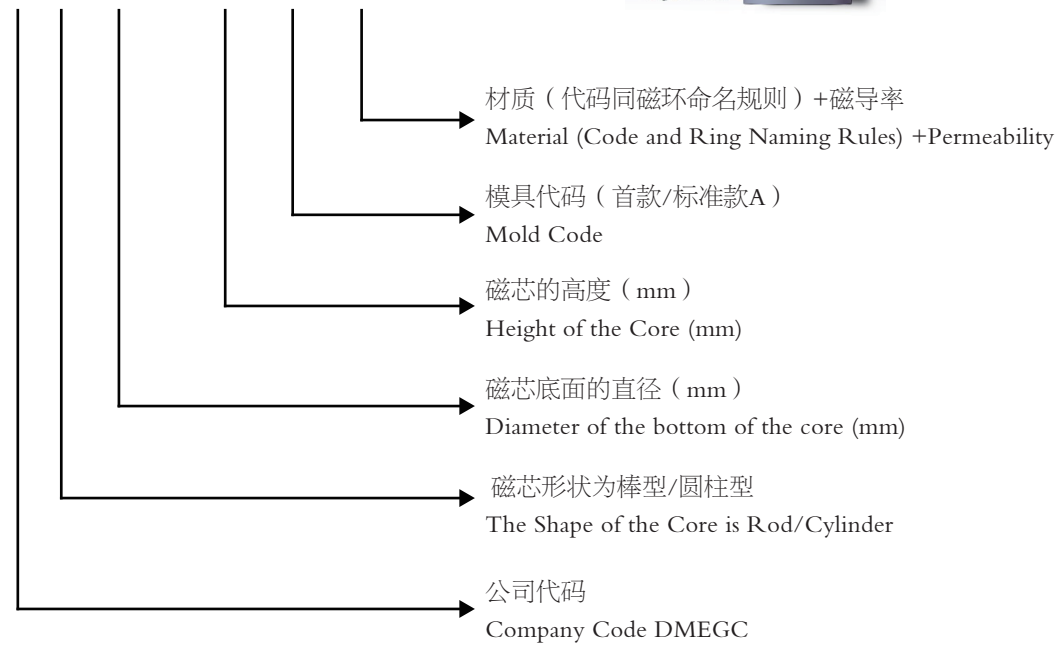 材质（代码同磁环命名规则）+磁导率
Material (Code and Ring Naming Rules) +Permeability
模具代码（首款/标准款A）
Mold Code
磁芯的高度（mm）
Height of the Core (mm)
磁芯底面的直径（mm）
Diameter of the bottom of the core (mm)
磁芯形状为棒型/圆柱型
The Shape of the Core is Rod/Cylinder
公司代码
Company Code DMEGC